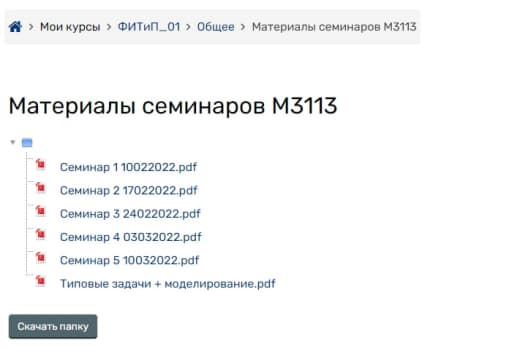 > Мои курсы > ФИТиП_01 > Общее > Материалы семинаров М3113
Материалы семинаров М3113
Семинар 1 10022022.pdf
Семинар 2 17022022.pdf
Семинар 3 24022022.pdf
Семинар 4 03032022.pdf
Семинар 5 10032022.pdf
Типовые задачи + моделирование.pdf
Скачать папку